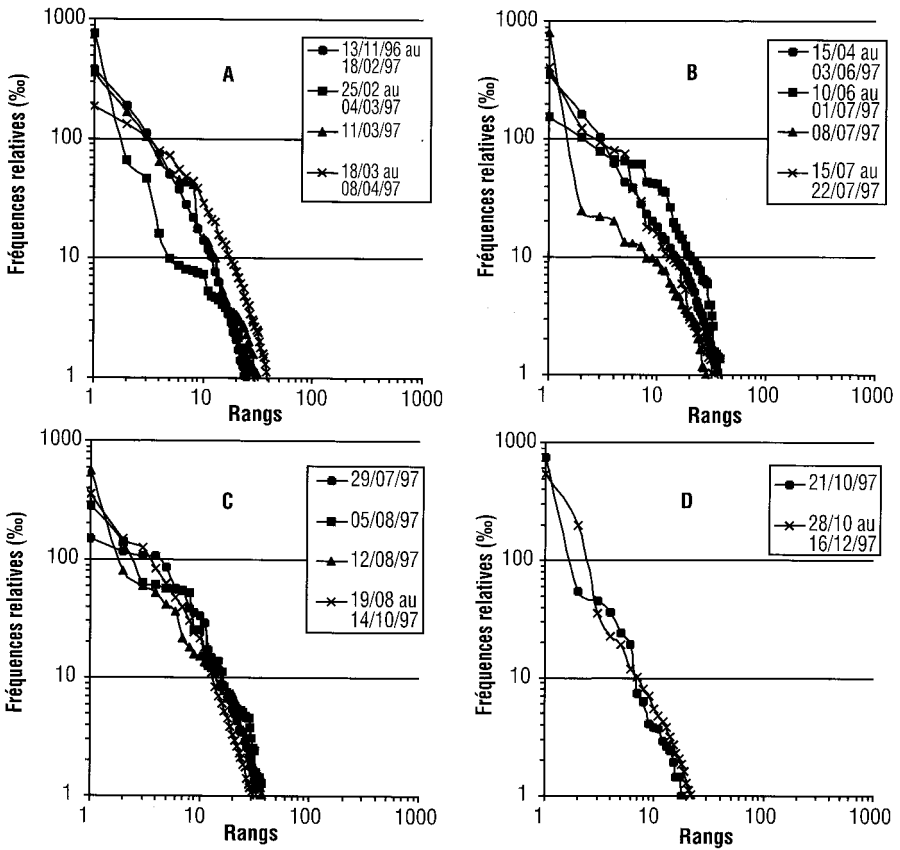 1000
100
10
1
Fréquences relatives (‰)
A
13/11/96 au
18/02/97
25/02 au
04/03/97
11/03/97
18/03 au
08/04/97
1 10 100 1000
Rangs
1000
100
10
1
Fréquences relatives (‰)
B
15/04 au
03/06/97
10/06 au
01/07/97
08/07/97
15/07 au
22/07/97
1 10 100 1000
Rangs
1000
100
10
1
Fréquences relatives (‰)
C
29/07/97
05/08/97
12/08/97
19/08 au
14/10/97
1 10 100 1000
Rangs
1000
100
10
1
Fréquences relatives (‰)
D
21/10/97
28/10 au
16/12/97
1 10 100 1000
Rangs